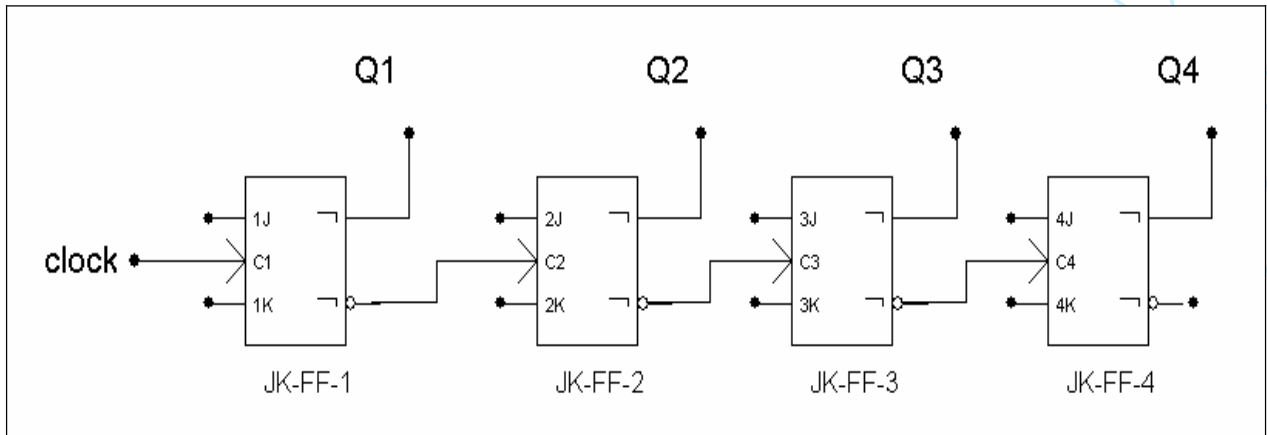 Q1 Q2 Q3 Q4
1J 2J 3J 4J
clock C1 C2 C3 C4
1K 2K 3K 4K
JK-FF-1 JK-FF-2 JK-FF-3 JK-FF-4